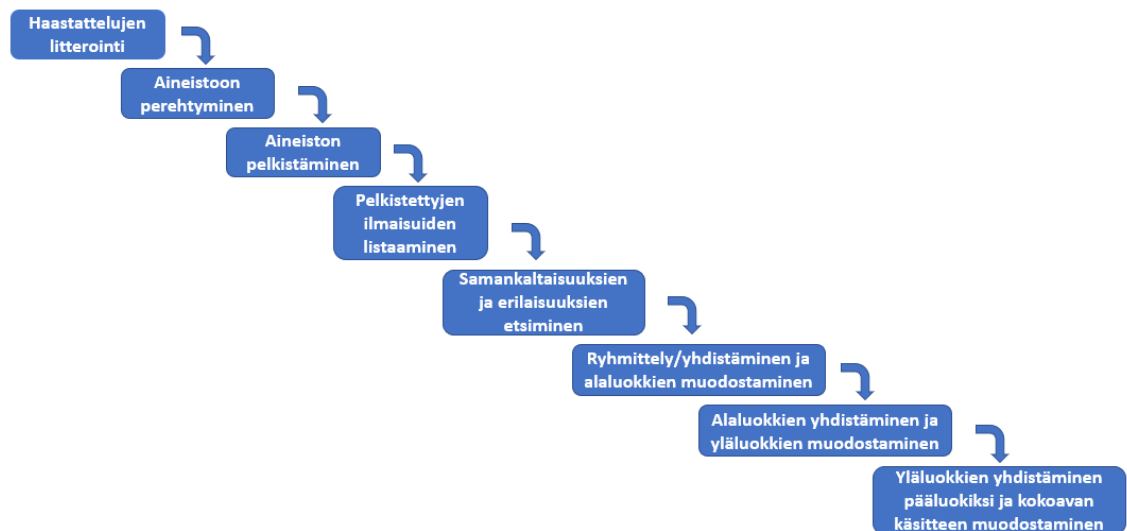 Haastattelujen
litterointi
Aineistoon
perehtyminen
Aineiston
pelkistäminen
Pelkistettyjen
ilmaisuiden
listaaminen
Samankaltaisuuksien
ja erilaisuuksien
etsiminen
Ryhmittely/yhdistäminen ja
alaluokkien muodostaminen
Alaluokkien yhdistäminen ja
yläluokkien muodostaminen
Yläluokkien yhdistäminen
pääluokiksi ja kokoavan
käsitteen muodostaminen